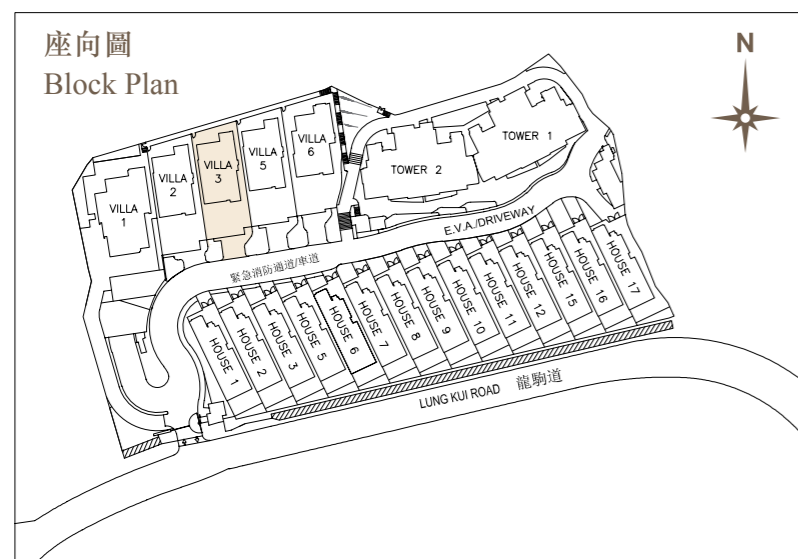 座向圖
Block Plan
N
VILLA
1
VILLA
2
VILLA
3
VILLA
5
VILLA
6
TOWER 2
TOWER 1
E.V.A./DRIVEWAY
緊急消防通道/車道
HOUSE 1
HOUSE 2
HOUSE 3
HOUSE 5
HOUSE 6
HOUSE 7
HOUSE 8
HOUSE 9
HOUSE 10
HOUSE 11
HOUSE 12
HOUSE 15
HOUSE 16
HOUSE 17
LUNG KUI ROAD 龍駒道